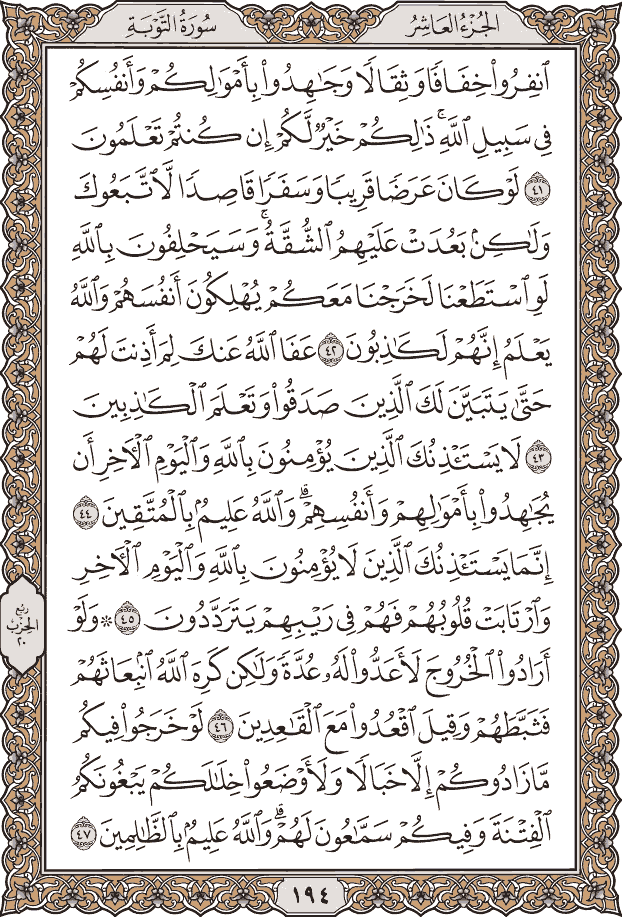 الجُزْءُ العَاشِرُ
سُورَةُ التَّوْبَةِ
ٱنفِرُوا۟ خِفَافًا وَثِقَالًا وَجَٰهِدُوا۟ بِأَمْوَٰلِكُمْ وَأَنفُسِكُمْ
فِى سَبِيلِ ٱللَّهِ ۚ ذَٰلِكُمْ خَيْرٌ لَّكُمْ إِن كُنتُمْ تَعْلَمُونَ
٤١ لَوْ كَانَ عَرَضًا قَرِيبًا وَسَفَرًا قَاصِدًا لَّٱتَّبَعُوكَ
وَلَٰكِنۢ بَعُدَتْ عَلَيْهِمُ ٱلشُّقَّةُ ۚ وَسَيَحْلِفُونَ بِٱللَّهِ
لَوِ ٱسْتَطَعْنَا لَخَرَجْنَا مَعَكُمْ يُهْلِكُونَ أَنفُسَهُمْ وَٱللَّهُ
يَعْلَمُ إِنَّهُمْ لَكَٰذِبُونَ ٤٢ عَفَا ٱللَّهُ عَنكَ لِمَ أَذِنتَ لَهُمْ
حَتَّىٰ يَتَبَيَّنَ لَكَ ٱلَّذِينَ صَدَقُوا۟ وَتَعْلَمَ ٱلْكَٰذِبِينَ
٤٣ لَا يَسْتَـْٔذِنُكَ ٱلَّذِينَ يُؤْمِنُونَ بِٱللَّهِ وَٱلْيَوْمِ ٱلْـَٔاخِرِ أَن
يُجَٰهِدُوا۟ بِأَمْوَٰلِهِمْ وَأَنفُسِهِمْ ۗ وَٱللَّهُ عَلِيمٌۢ بِٱلْمُتَّقِينَ ٤٤
إِنَّمَا يَسْتَـْٔذِنُكَ ٱلَّذِينَ لَا يُؤْمِنُونَ بِٱللَّهِ وَٱلْيَوْمِ ٱلْـَٔاخِرِ
وَٱرْتَابَتْ قُلُوبُهُمْ فَهُمْ فِى رَيْبِهِمْ يَتَرَدَّدُونَ ٤٥ ۞ وَلَوْ
أَرَادُوا۟ ٱلْخُرُوجَ لَأَعَدُّوا۟ لَهُۥ عُدَّةً وَلَٰكِن كَرِهَ ٱللَّهُ ٱنۢبِعَاثَهُمْ
فَثَبَّطَهُمْ وَقِيلَ ٱقْعُدُوا۟ مَعَ ٱلْقَٰعِدِينَ ٤٦ لَوْ خَرَجُوا۟ فِيكُم
مَّا زَادُوكُمْ إِلَّا خَبَالًا وَلَأَوْضَعُوا۟ خِلَٰلَكُمْ يَبْغُونَكُمُ
ٱلْفِتْنَةَ وَفِيكُمْ سَمَّٰعُونَ لَهُمْ ۗ وَٱللَّهُ عَلِيمٌۢ بِٱلظَّٰلِمِينَ ٤٧
ربع
الحزب
٢٠
١٩٤